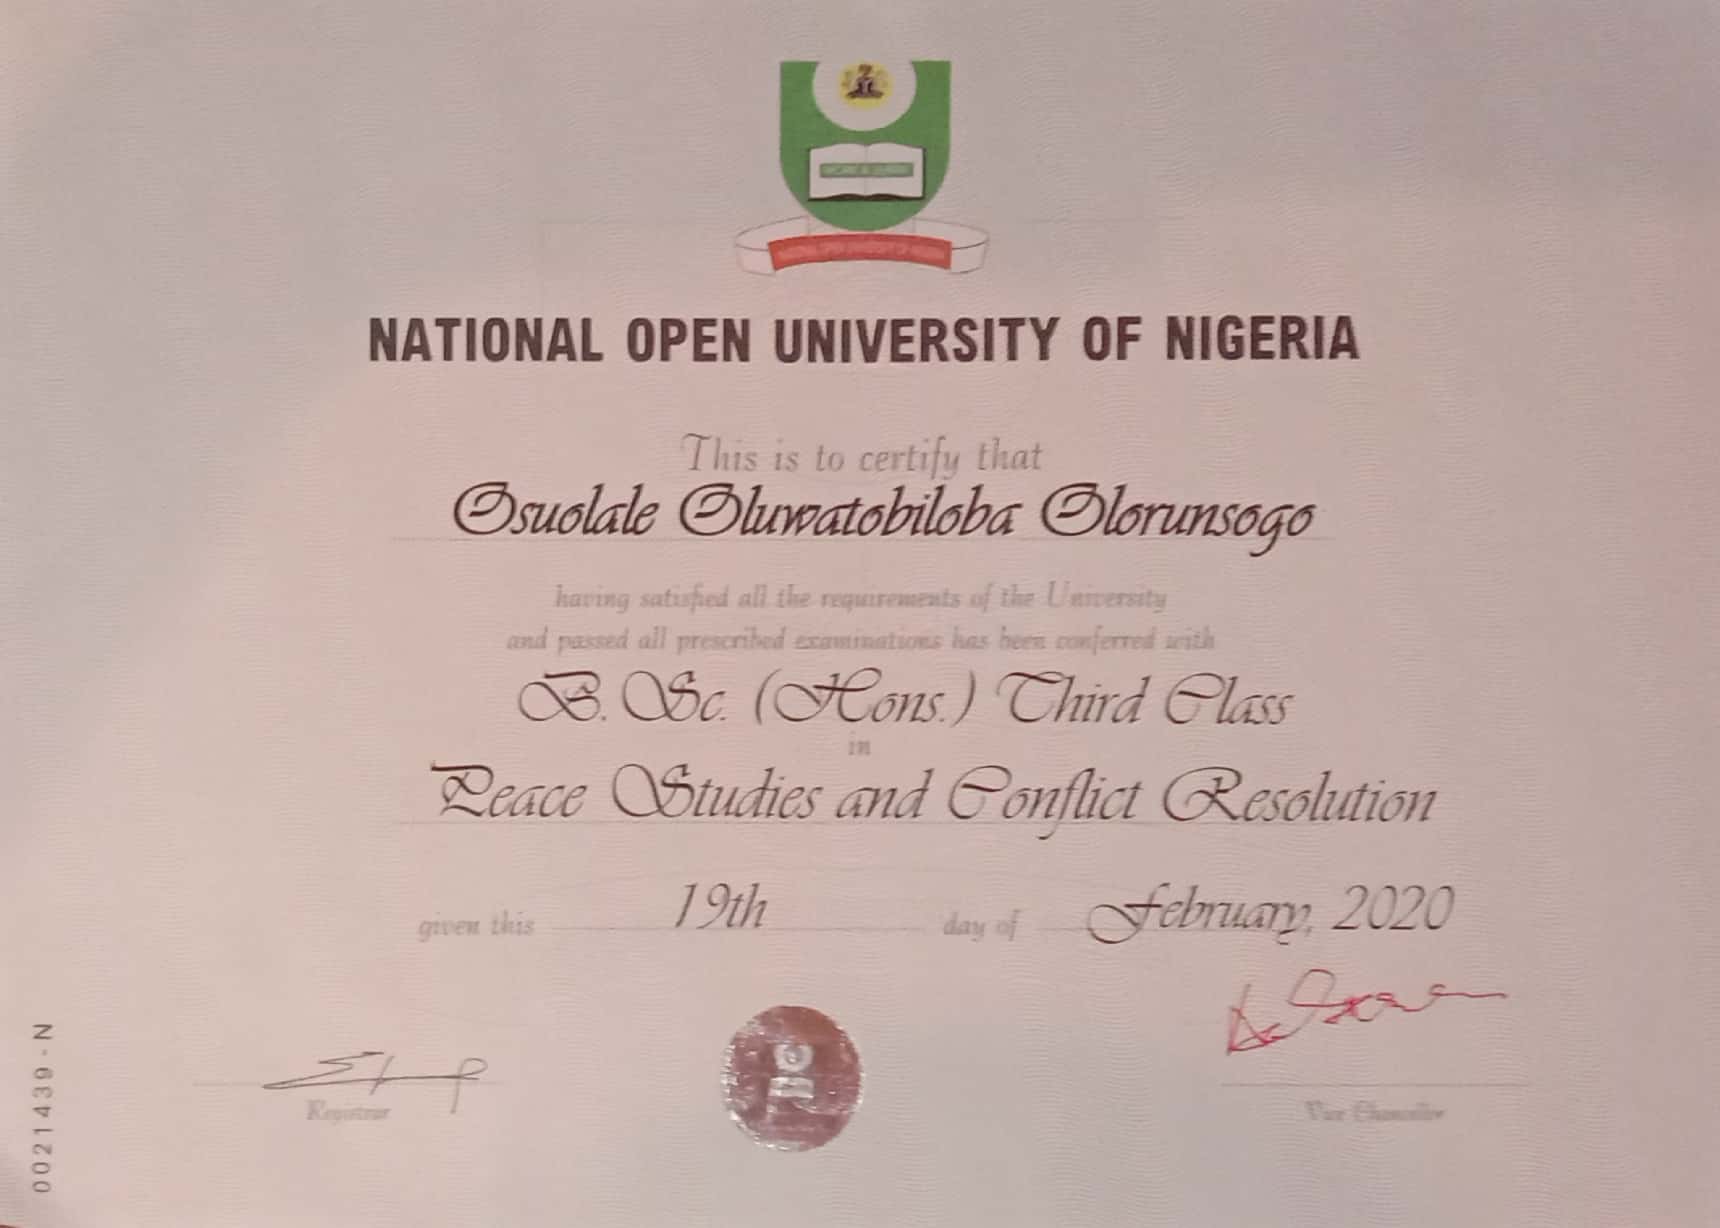 NATIONAL OPEN UNIVERSITY OF NIGERIA
This is to certify that
Osuolale Oluwatobiloba Olorunsogo
having satisfied all the requirements of the University
and passed all prescribed examinations has been conferred with
B. Sc. (Hons.) Third Class
in
Peace Studies and Conflict Resolution
given this 19th day of February, 2020
Registrar
Vice Chancellor
0021439-N